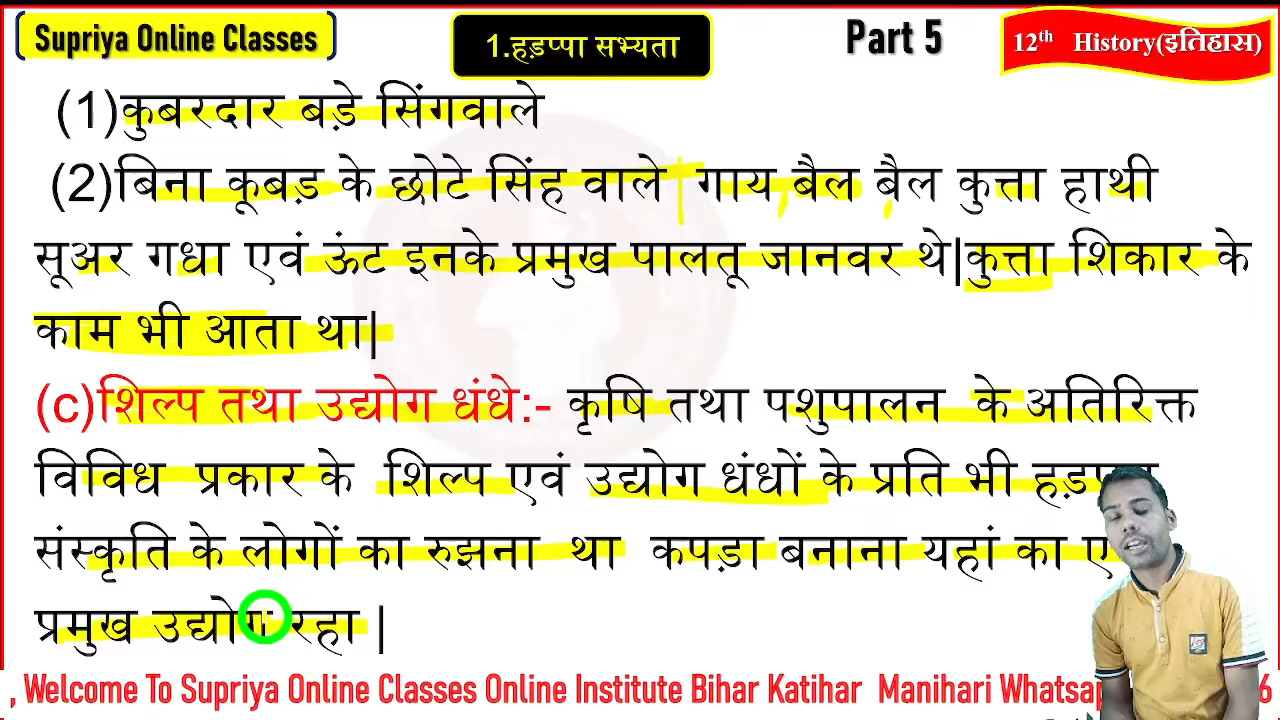 Supriya Online Classes
1.हड़प्पा सभ्यता
Part 5
12th History(इतिहास)
(1)कुबरदार बड़े सिंगवाले
(2)बिना कूबड़ के छोटे सिंह वाले गाय बैल बैल कुत्ता हाथी
सूअर गधा एवं ऊंट इनके प्रमुख पालतू जानवर थे|कुत्ता शिकार के
काम भी आता था|
(c)शिल्प तथा उद्योग धंधे:- कृषि तथा पशुपालन के अतिरिक्त
विविध प्रकार के शिल्प एवं उद्योग धंधों के प्रति भी
संस्कृति के लोगों का रुझना था कपड़ा बनाना यहां का
प्रमुख उद्योग रहा |
, Welcome To Supriya Online Classes Online Institute Bihar Katihar Manihari